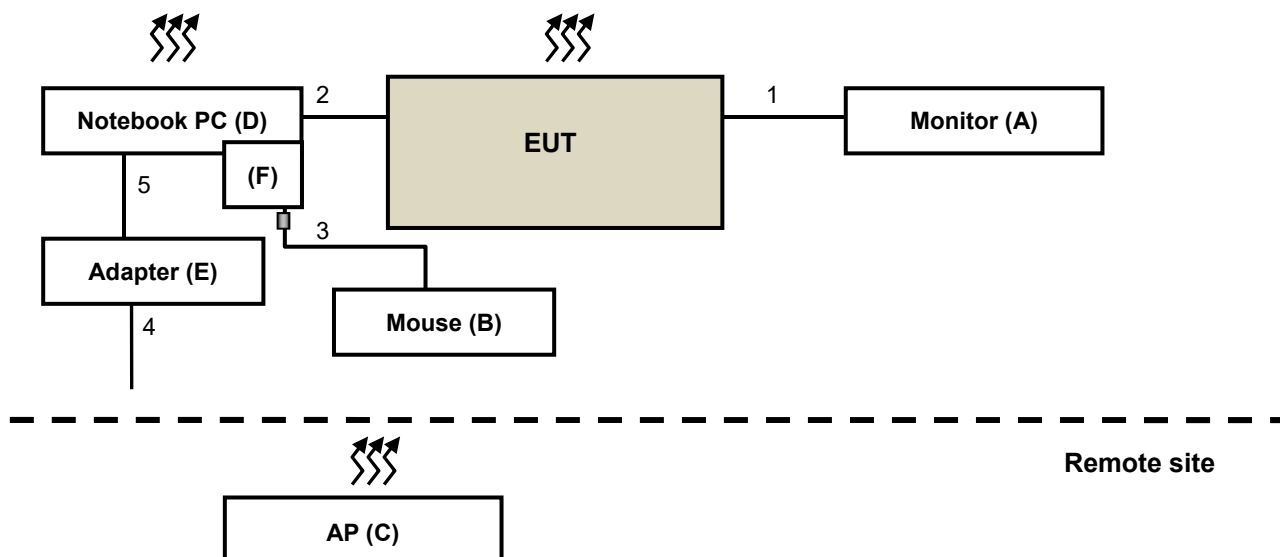 2
1
Notebook PC (D)
EUT
Monitor (A)
(F)
5
3
Adapter (E)
Mouse (B)
4
Remote site
AP (C)